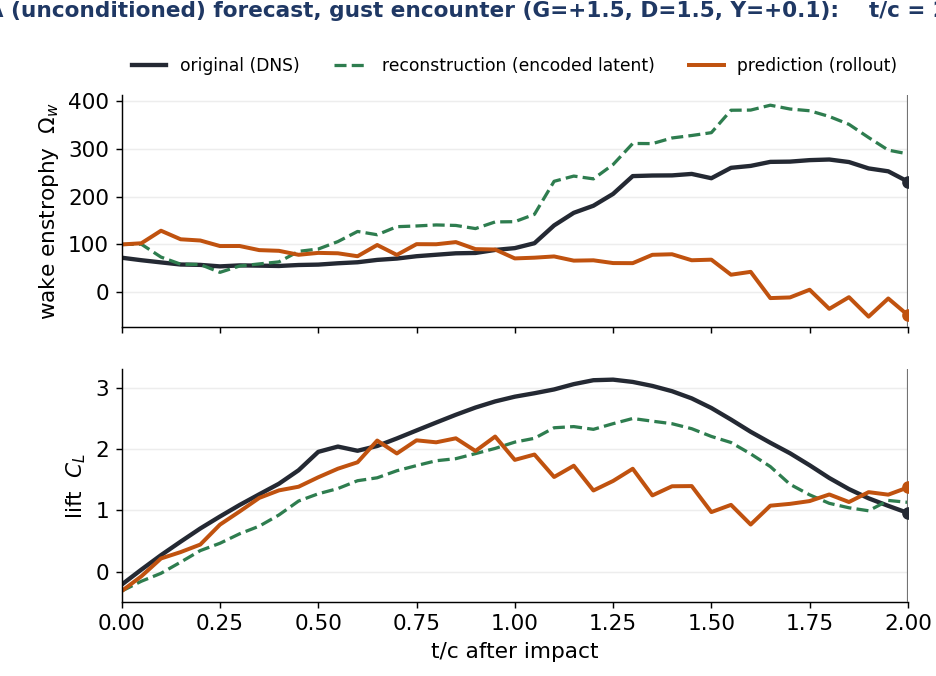 (unconditioned) forecast, gust encounter (G=+1.5, D=1.5, Y=+0.1): t/c =
original (DNS) reconstruction (encoded latent) prediction (rollout)
400
300
200
100
0
wake enstrophy Ω_w
3
2
1
0
lift C_L
0.00 0.25 0.50 0.75 1.00 1.25 1.50 1.75 2.00
t/c after impact